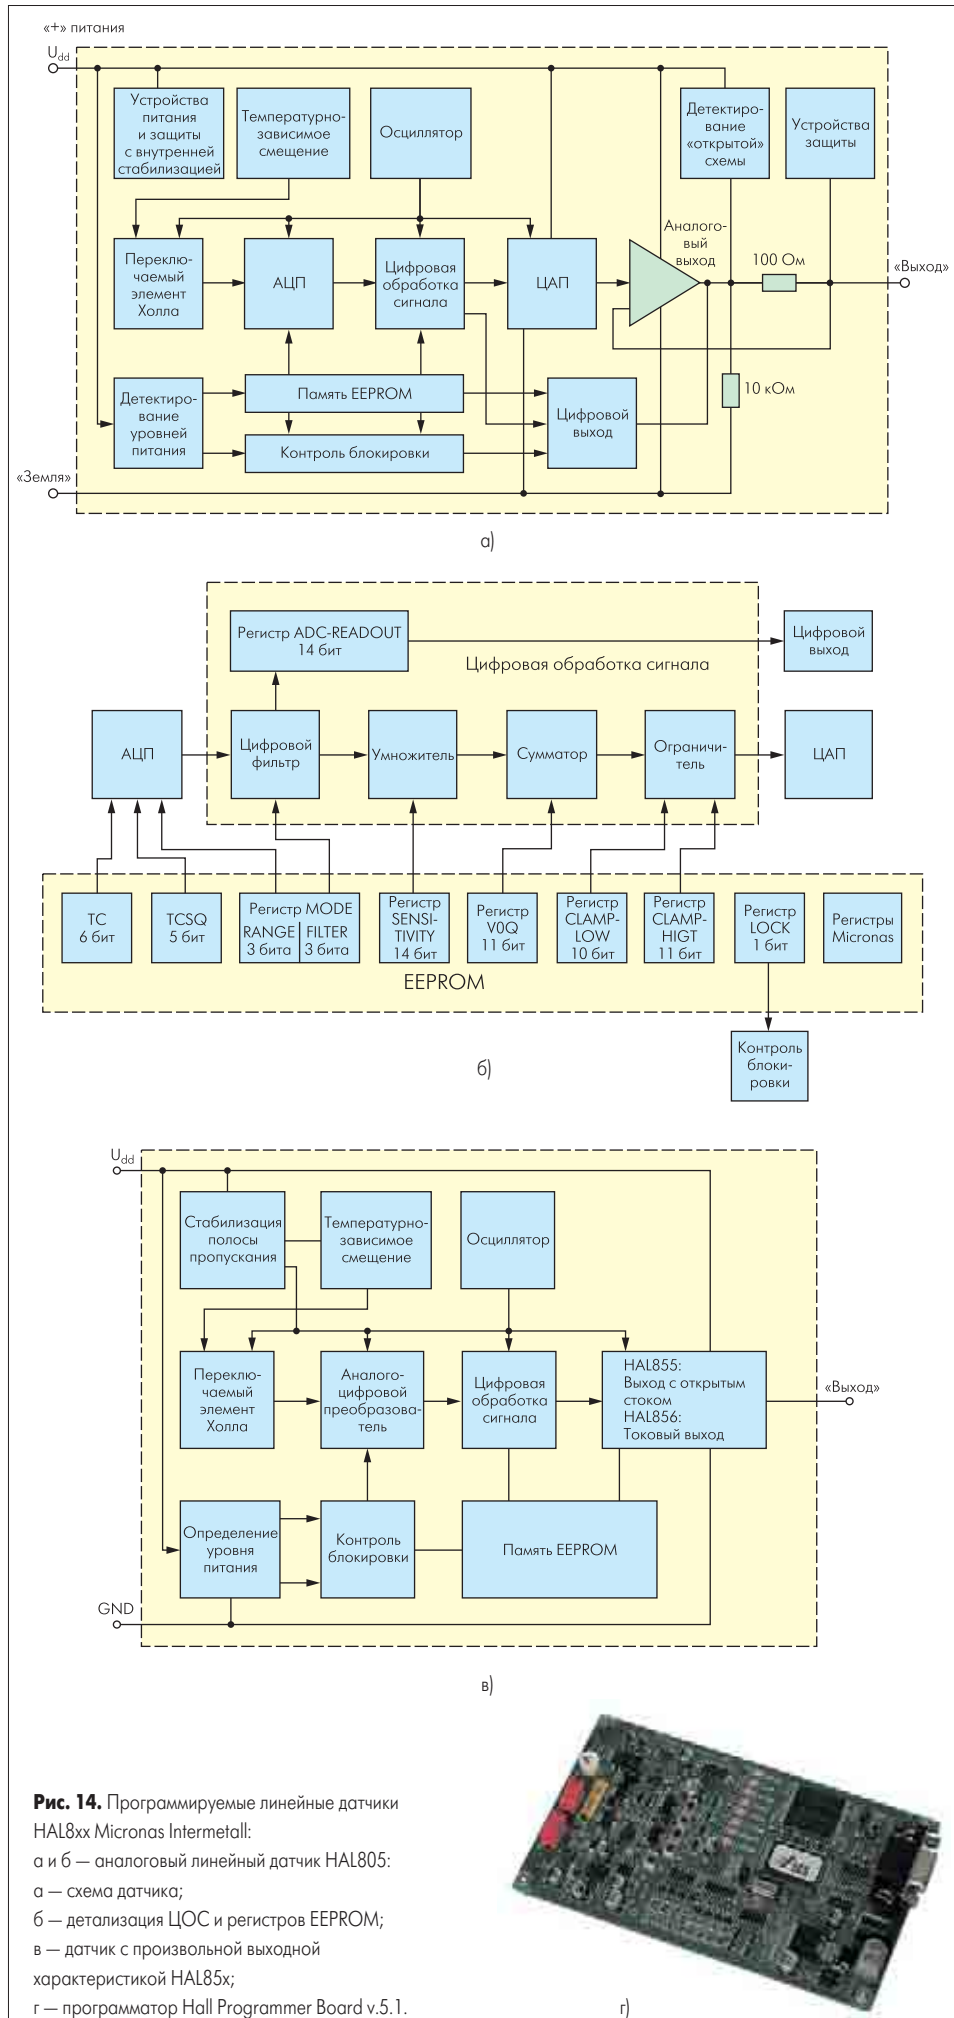 «+» питания
Udd
Устройства
питания
и защиты
с внутренней
стабилизацией
Температурно-
зависимое
смещение
Осциллятор
Детектиро-
вание
«открытой»
схемы
Устройства
защиты
Переключ-
чаемый
элемент
Холла
АЦП
Цифровая
обработка
сигнала
ЦАП
Аналого-
вый
выход
100 Ом
«Выход»
Детектиро-
вание
уровней
питания
Память EEPROM
Контроль блокировки
Цифровой
выход
10 кОм
«Земля»
а)
Регистр ADC-READOUT
14 бит
Цифровая обработка сигнала
Цифровой
выход
АЦП
Цифровой
фильтр
Умножитель
Сумматор
Ограничи-
тель
ЦАП
TC
6 бит
TCSQ
5 бит
Регистр MODE
RANGE
3 бита
FILTER
3 бита
Регистр
SENSI-
TIVITY
14 бит
Регистр
V0Q
11 бит
Регистр
CLAMP-
LOW
10 бит
Регистр
CLAMP-
HIGT
11 бит
Регистр
LOCK
1 бит
Регистры
Micronas
EEPROM
Контроль
блоки-
ровки
б)
Udd
Стабилизация
полосы
пропускания
Температурно-
зависимое
смещение
Осциллятор
Переклю-
чаемый
элемент
Холла
Аналого-
цифровой
преобразова-
тель
Цифровая
обработка
сигнала
HAL855:
Выход с открытым
стоком
HAL856:
Токовый выход
«Выход»
Определение
уровня
питания
Контроль
блокировки
Память EEPROM
GND
в)
Рис. 14. Программируемые линейные датчики
HAL8xx Micronas Intermetall:
а и б — аналоговый линейный датчик HAL805:
а — схема датчика;
б — детализация ЦОС и регистров EEPROM;
в — датчик с произвольной выходной
характеристикой HAL85x;
г — программатор Hall Programmer Board v.5.1.
г)